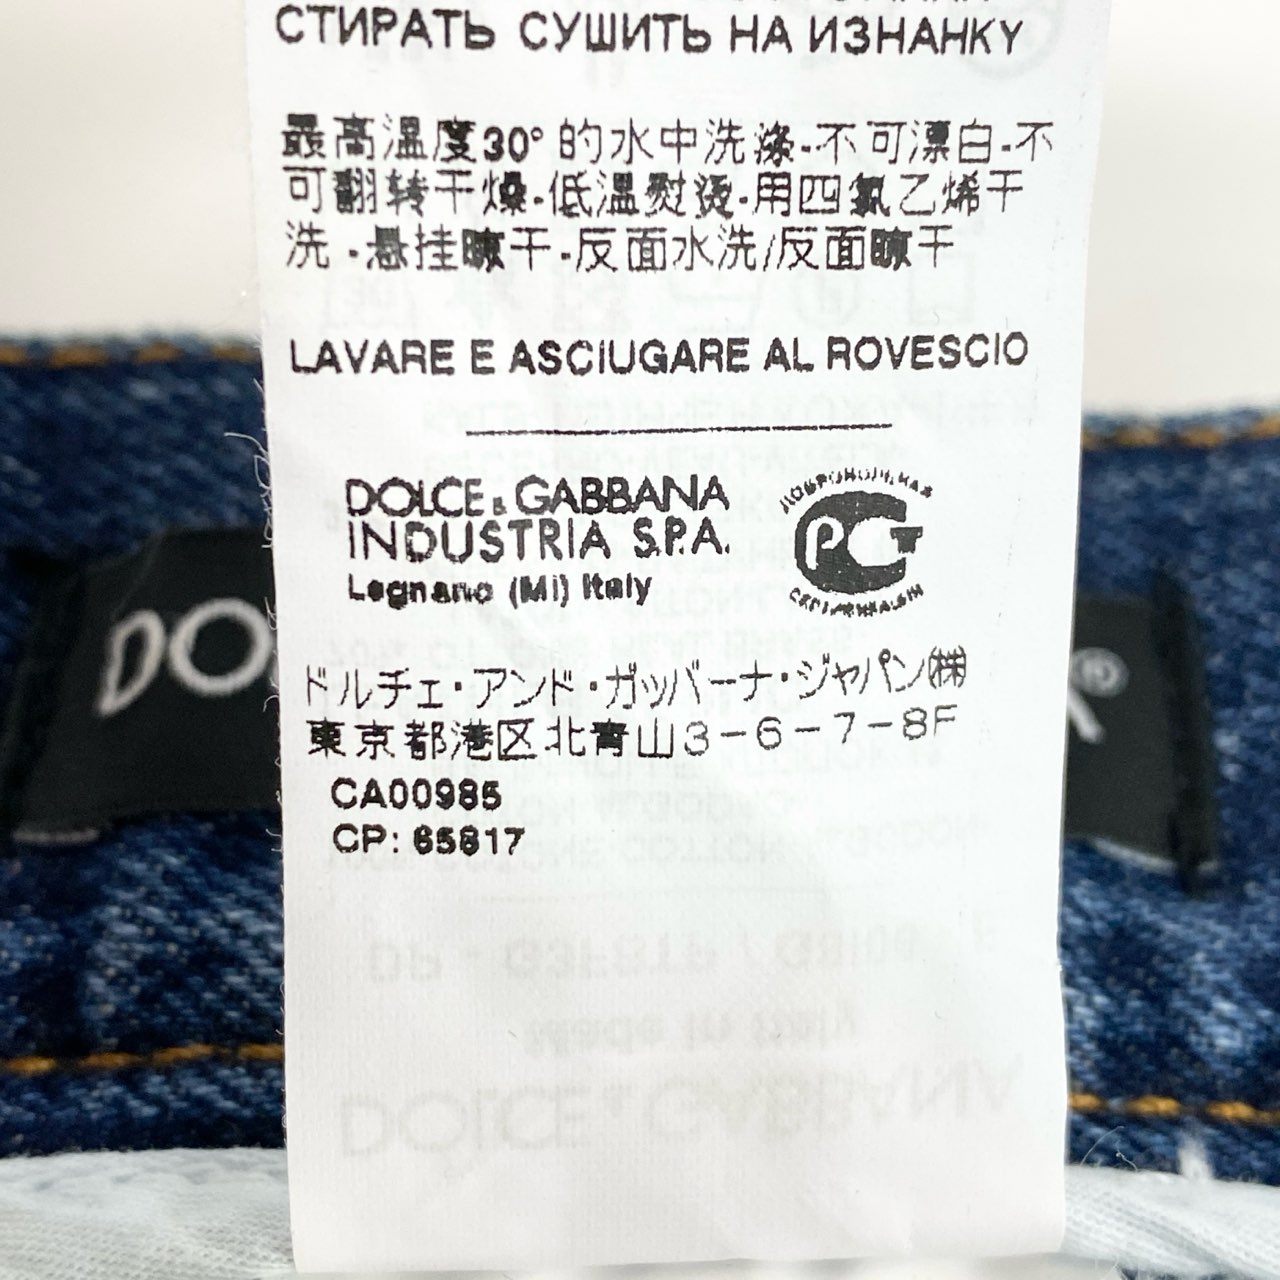 СТИРАТЬ СУШИТЬ НА ИЗНАНКУ
最高温度30° 的水中洗涤-不可漂白-不
可翻转干燥-低温熨烫-用四氯乙烯干
洗 -悬挂晾干-反面水洗/反面晾干
LAVARE E ASCIUGARE AL ROVESCIO
DOLCE & GABBANA
INDUSTRIA S.P.A.
Legnano (Mi) Italy
PCT
ドルチェ・アンド・ガッバーナ・ジャパン㈱
東京都港区北青山3-6-7-8F
CA00985
CP: 65817
DO
A®